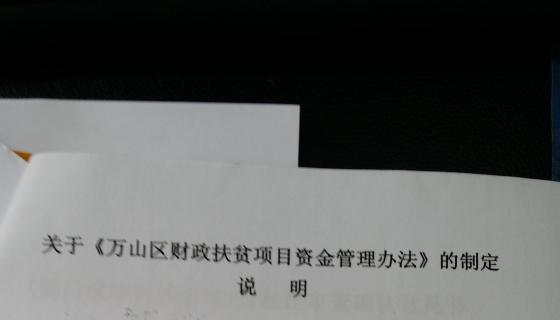 关于《万山区财政扶贫项目资金管理办法》的制定
说 明